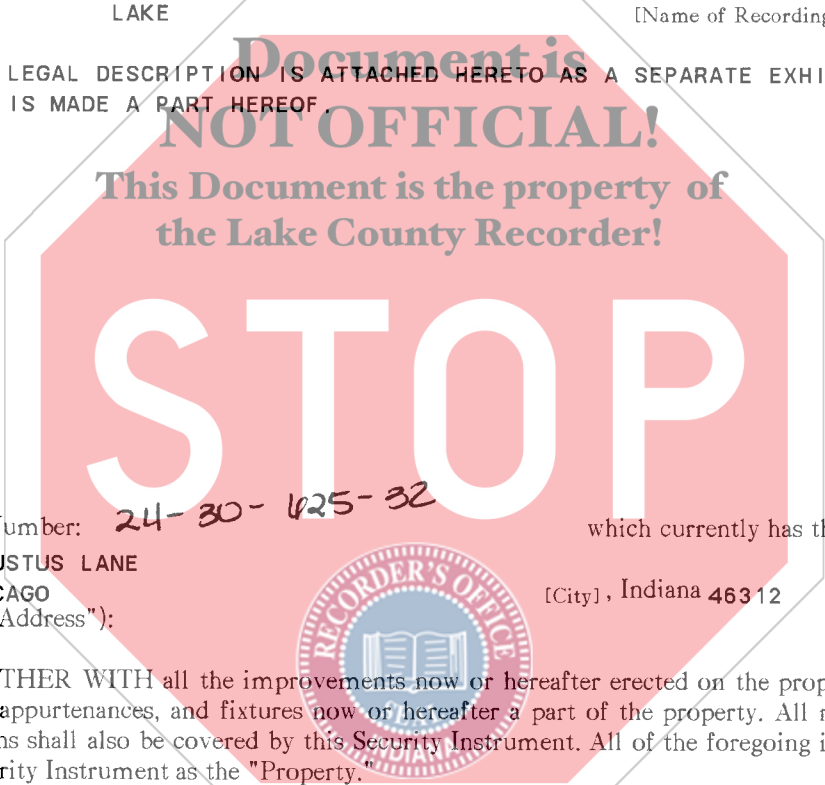 LAKE [Name of Recording
LEGAL DESCRIPTION IS ATTACHED HERETO AS A SEPARATE EXHI
IS MADE A PART HEREOF.
Document is
NOT OFFICIAL!
This Document is the property of
the Lake County Recorder!
STOP
umber: 24-30-625-32 which currently has th
USTUS LANE
CAGO [City], Indiana 46312
Address"):
RECORDER'S OFFICE
INDIANA
THER WITH all the improvements now or hereafter erected on the prop
appurtenances, and fixtures now or hereafter a part of the property. All r
ns shall also be covered by this Security Instrument. All of the foregoing i
rity Instrument as the "Property."